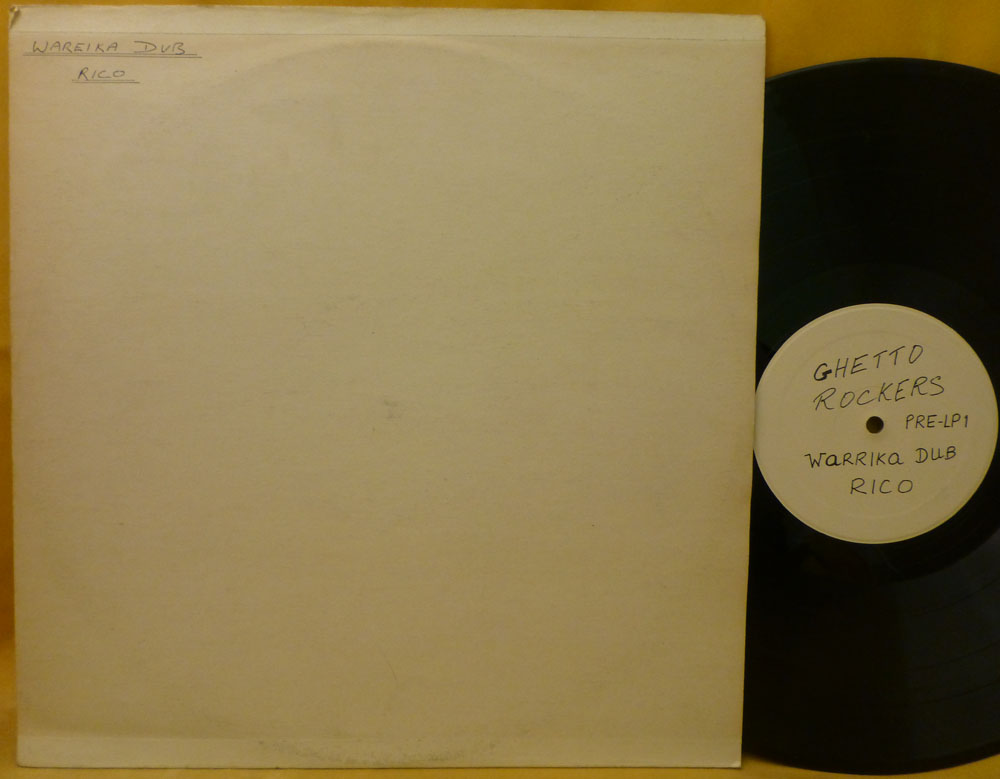 WAREIKA DUB
RICO
GHETTO
ROCKERS
PRE-LP1
WaRRIKa DUB
RICO